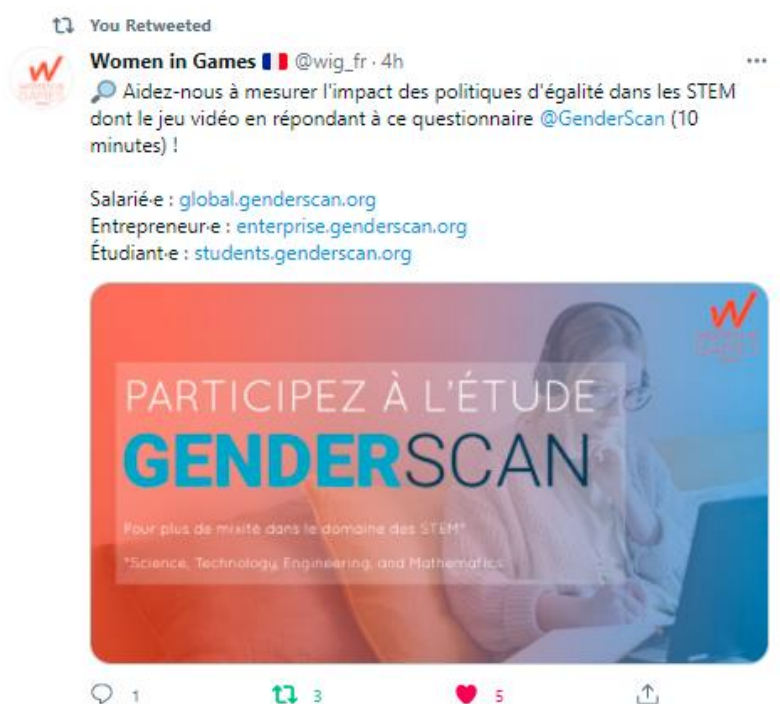 You Retweeted
Women in Games 🇫🇷 @wig_fr · 4h
🔎 Aidez-nous à mesurer l'impact des politiques d'égalité dans les STEM
dont le jeu vidéo en répondant à ce questionnaire @GenderScan (10
minutes) !
Salarié·e : global.genderscan.org
Entrepreneur·e : enterprise.genderscan.org
Étudiant·e : students.genderscan.org
PARTICIPEZ À L'ÉTUDE
GENDERSCAN
Pour plus de mixité dans le domaine des STEM*
*Science, Technology, Engineering, and Mathematics
1 3 5